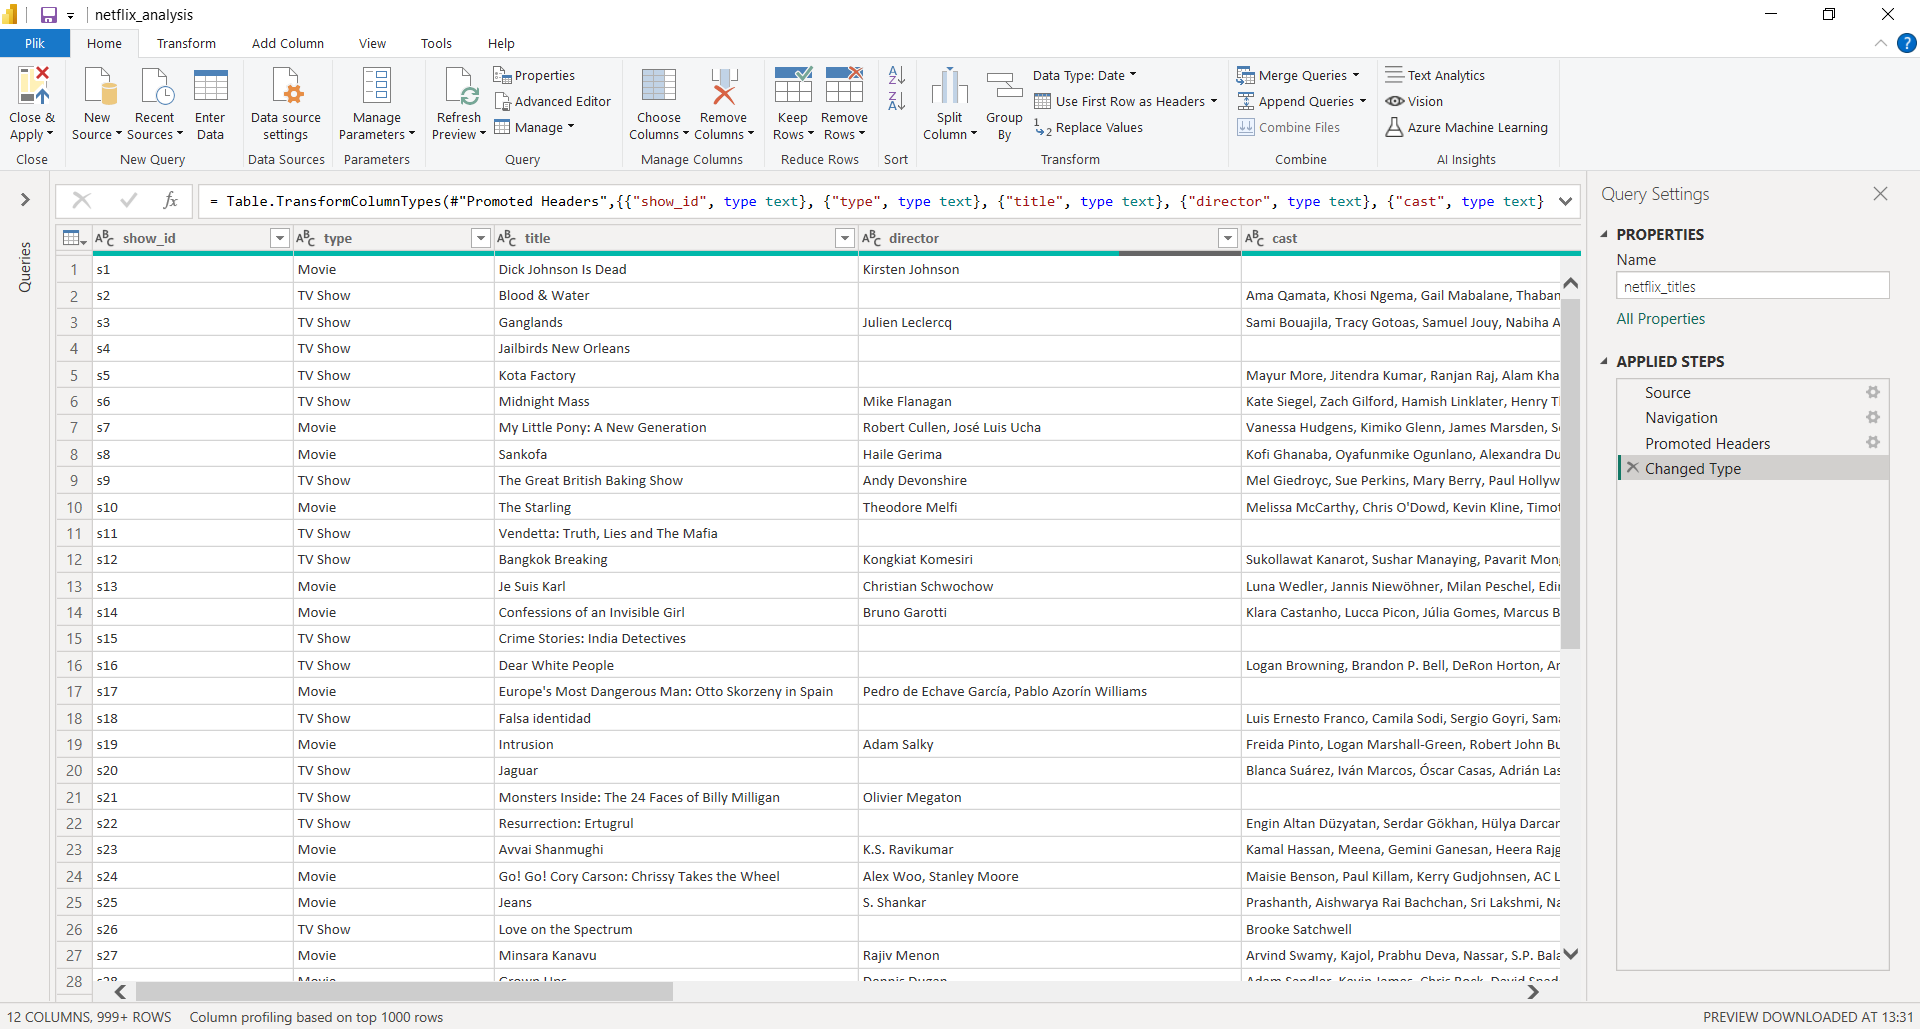 netflix_analysis
Plik Home Transform Add Column View Tools Help
Close & Apply
New Source
Recent Sources
Enter Data
Data source settings
Manage Parameters
Refresh Preview
Properties
Advanced Editor
Manage
Choose Columns
Remove Columns
Keep Rows
Remove Rows
Split Column
Group By
Data Type: Date
Use First Row as Headers
Replace Values
Merge Queries
Append Queries
Combine Files
Text Analytics
Vision
Azure Machine Learning
Close New Query Data Sources Parameters Query Manage Columns Reduce Rows Sort Transform Combine AI Insights
Queries
fx = Table.TransformColumnTypes(#"Promoted Headers",{{"show_id", type text}, {"type", type text}, {"title", type text}, {"director", type text}, {"cast", type text}
show_id type title director cast
1 s1 Movie Dick Johnson Is Dead Kirsten Johnson
2 s2 TV Show Blood & Water Ama Qamata, Khosi Ngema, Gail Mabalane, Thaban
3 s3 TV Show Ganglands Julien Leclercq Sami Bouajila, Tracy Gotoas, Samuel Jouy, Nabiha A
4 s4 TV Show Jailbirds New Orleans
5 s5 TV Show Kota Factory Mayur More, Jitendra Kumar, Ranjan Raj, Alam Kha
6 s6 TV Show Midnight Mass Mike Flanagan Kate Siegel, Zach Gilford, Hamish Linklater, Henry T
7 s7 Movie My Little Pony: A New Generation Robert Cullen, José Luis Ucha Vanessa Hudgens, Kimiko Glenn, James Marsden, S
8 s8 Movie Sankofa Haile Gerima Kofi Ghanaba, Oyafunmike Ogunlano, Alexandra Du
9 s9 TV Show The Great British Baking Show Andy Devonshire Mel Giedroyc, Sue Perkins, Mary Berry, Paul Hollyw
10 s10 Movie The Starling Theodore Melfi Melissa McCarthy, Chris O'Dowd, Kevin Kline, Timot
11 s11 TV Show Vendetta: Truth, Lies and The Mafia
12 s12 TV Show Bangkok Breaking Kongkiat Komesiri Sukollawat Kanarot, Sushar Manaying, Pavarit Mon
13 s13 Movie Je Suis Karl Christian Schwochow Luna Wedler, Jannis Niewöhner, Milan Peschel, Edi
14 s14 Movie Confessions of an Invisible Girl Bruno Garotti Klara Castanho, Lucca Picon, Júlia Gomes, Marcus B
15 s15 TV Show Crime Stories: India Detectives
16 s16 TV Show Dear White People Logan Browning, Brandon P. Bell, DeRon Horton, An
17 s17 Movie Europe's Most Dangerous Man: Otto Skorzeny in Spain Pedro de Echave García, Pablo Azorín Williams
18 s18 TV Show Falsa identidad Luis Ernesto Franco, Camila Sodi, Sergio Goyri, Sam
19 s19 Movie Intrusion Adam Salky Freida Pinto, Logan Marshall-Green, Robert John Bu
20 s20 TV Show Jaguar Blanca Suárez, Iván Marcos, Óscar Casas, Adrián Las
21 s21 TV Show Monsters Inside: The 24 Faces of Billy Milligan Olivier Megaton
22 s22 TV Show Resurrection: Ertugrul Engin Altan Düzyatan, Serdar Gökhan, Hülya Darcan
23 s23 Movie Avvai Shanmughi K.S. Ravikumar Kamal Hassan, Meena, Gemini Ganesan, Heera Rajg
24 s24 Movie Go! Go! Cory Carson: Chrissy Takes the Wheel Alex Woo, Stanley Moore Maisie Benson, Paul Killam, Kerry Gudjohnsen, AC L
25 s25 Movie Jeans S. Shankar Prashanth, Aishwarya Rai Bachchan, Sri Lakshmi, Na
26 s26 TV Show Love on the Spectrum Brooke Satchwell
27 s27 Movie Minsara Kanavu Rajiv Menon Arvind Swamy, Kajol, Prabhu Deva, Nassar, S.P. Bala
28 s28 Movie Grown Ups Dennis Dugan Adam Sandler, Kevin James, Chris Rock, David Spad
Query Settings
PROPERTIES
Name
netflix_titles
All Properties
APPLIED STEPS
Source
Navigation
Promoted Headers
Changed Type
12 COLUMNS, 999+ ROWS Column profiling based on top 1000 rows PREVIEW DOWNLOADED AT 13:31